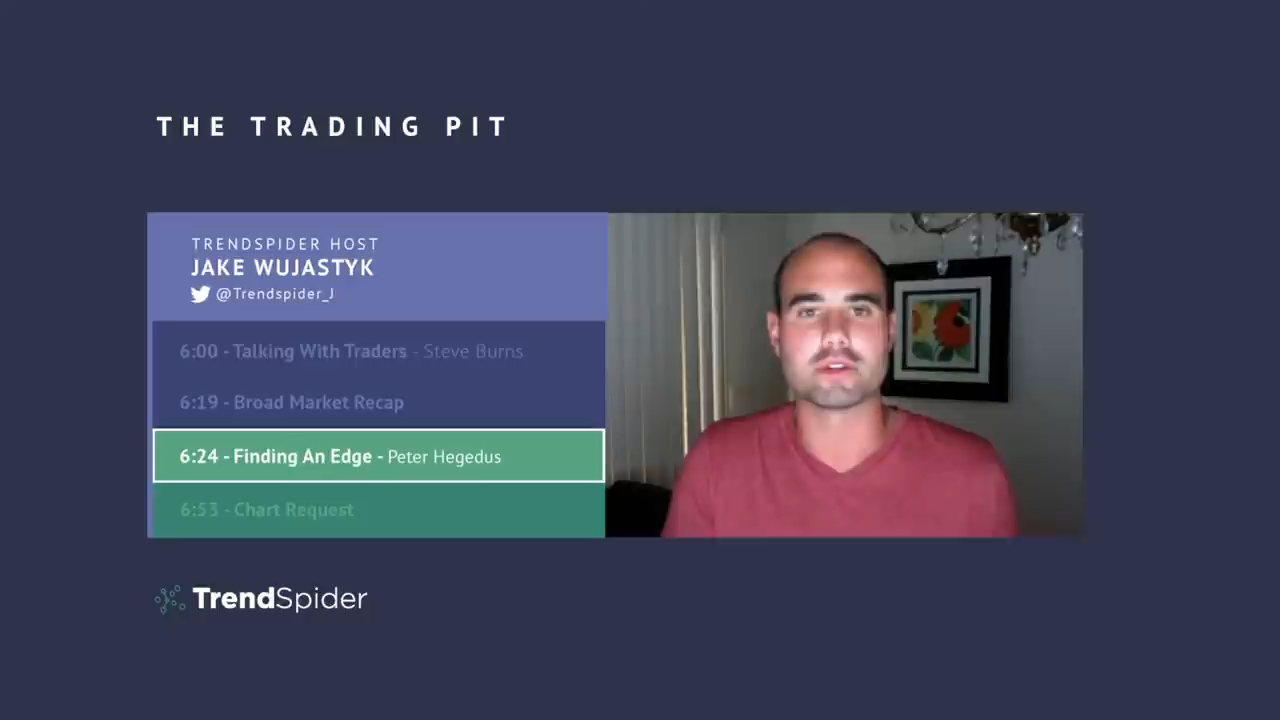 THE TRADING PIT
TRENDSPIDER HOST
JAKE WUJASTYK
@Trendspider_J
6:00 - Talking With Traders - Steve Burns
6:19 - Broad Market Recap
6:24 - Finding An Edge - Peter Hegedus
6:53 - Chart Request
TrendSpider